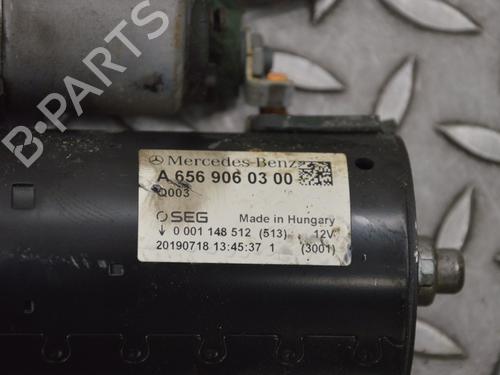 B-PARTS
Mercedes-Benz
A 656 906 03 00
Q003
SEG Made in Hungary
↓ 0 001 148 512 (513) 12V
20190718 13:45:37 1 (3001)